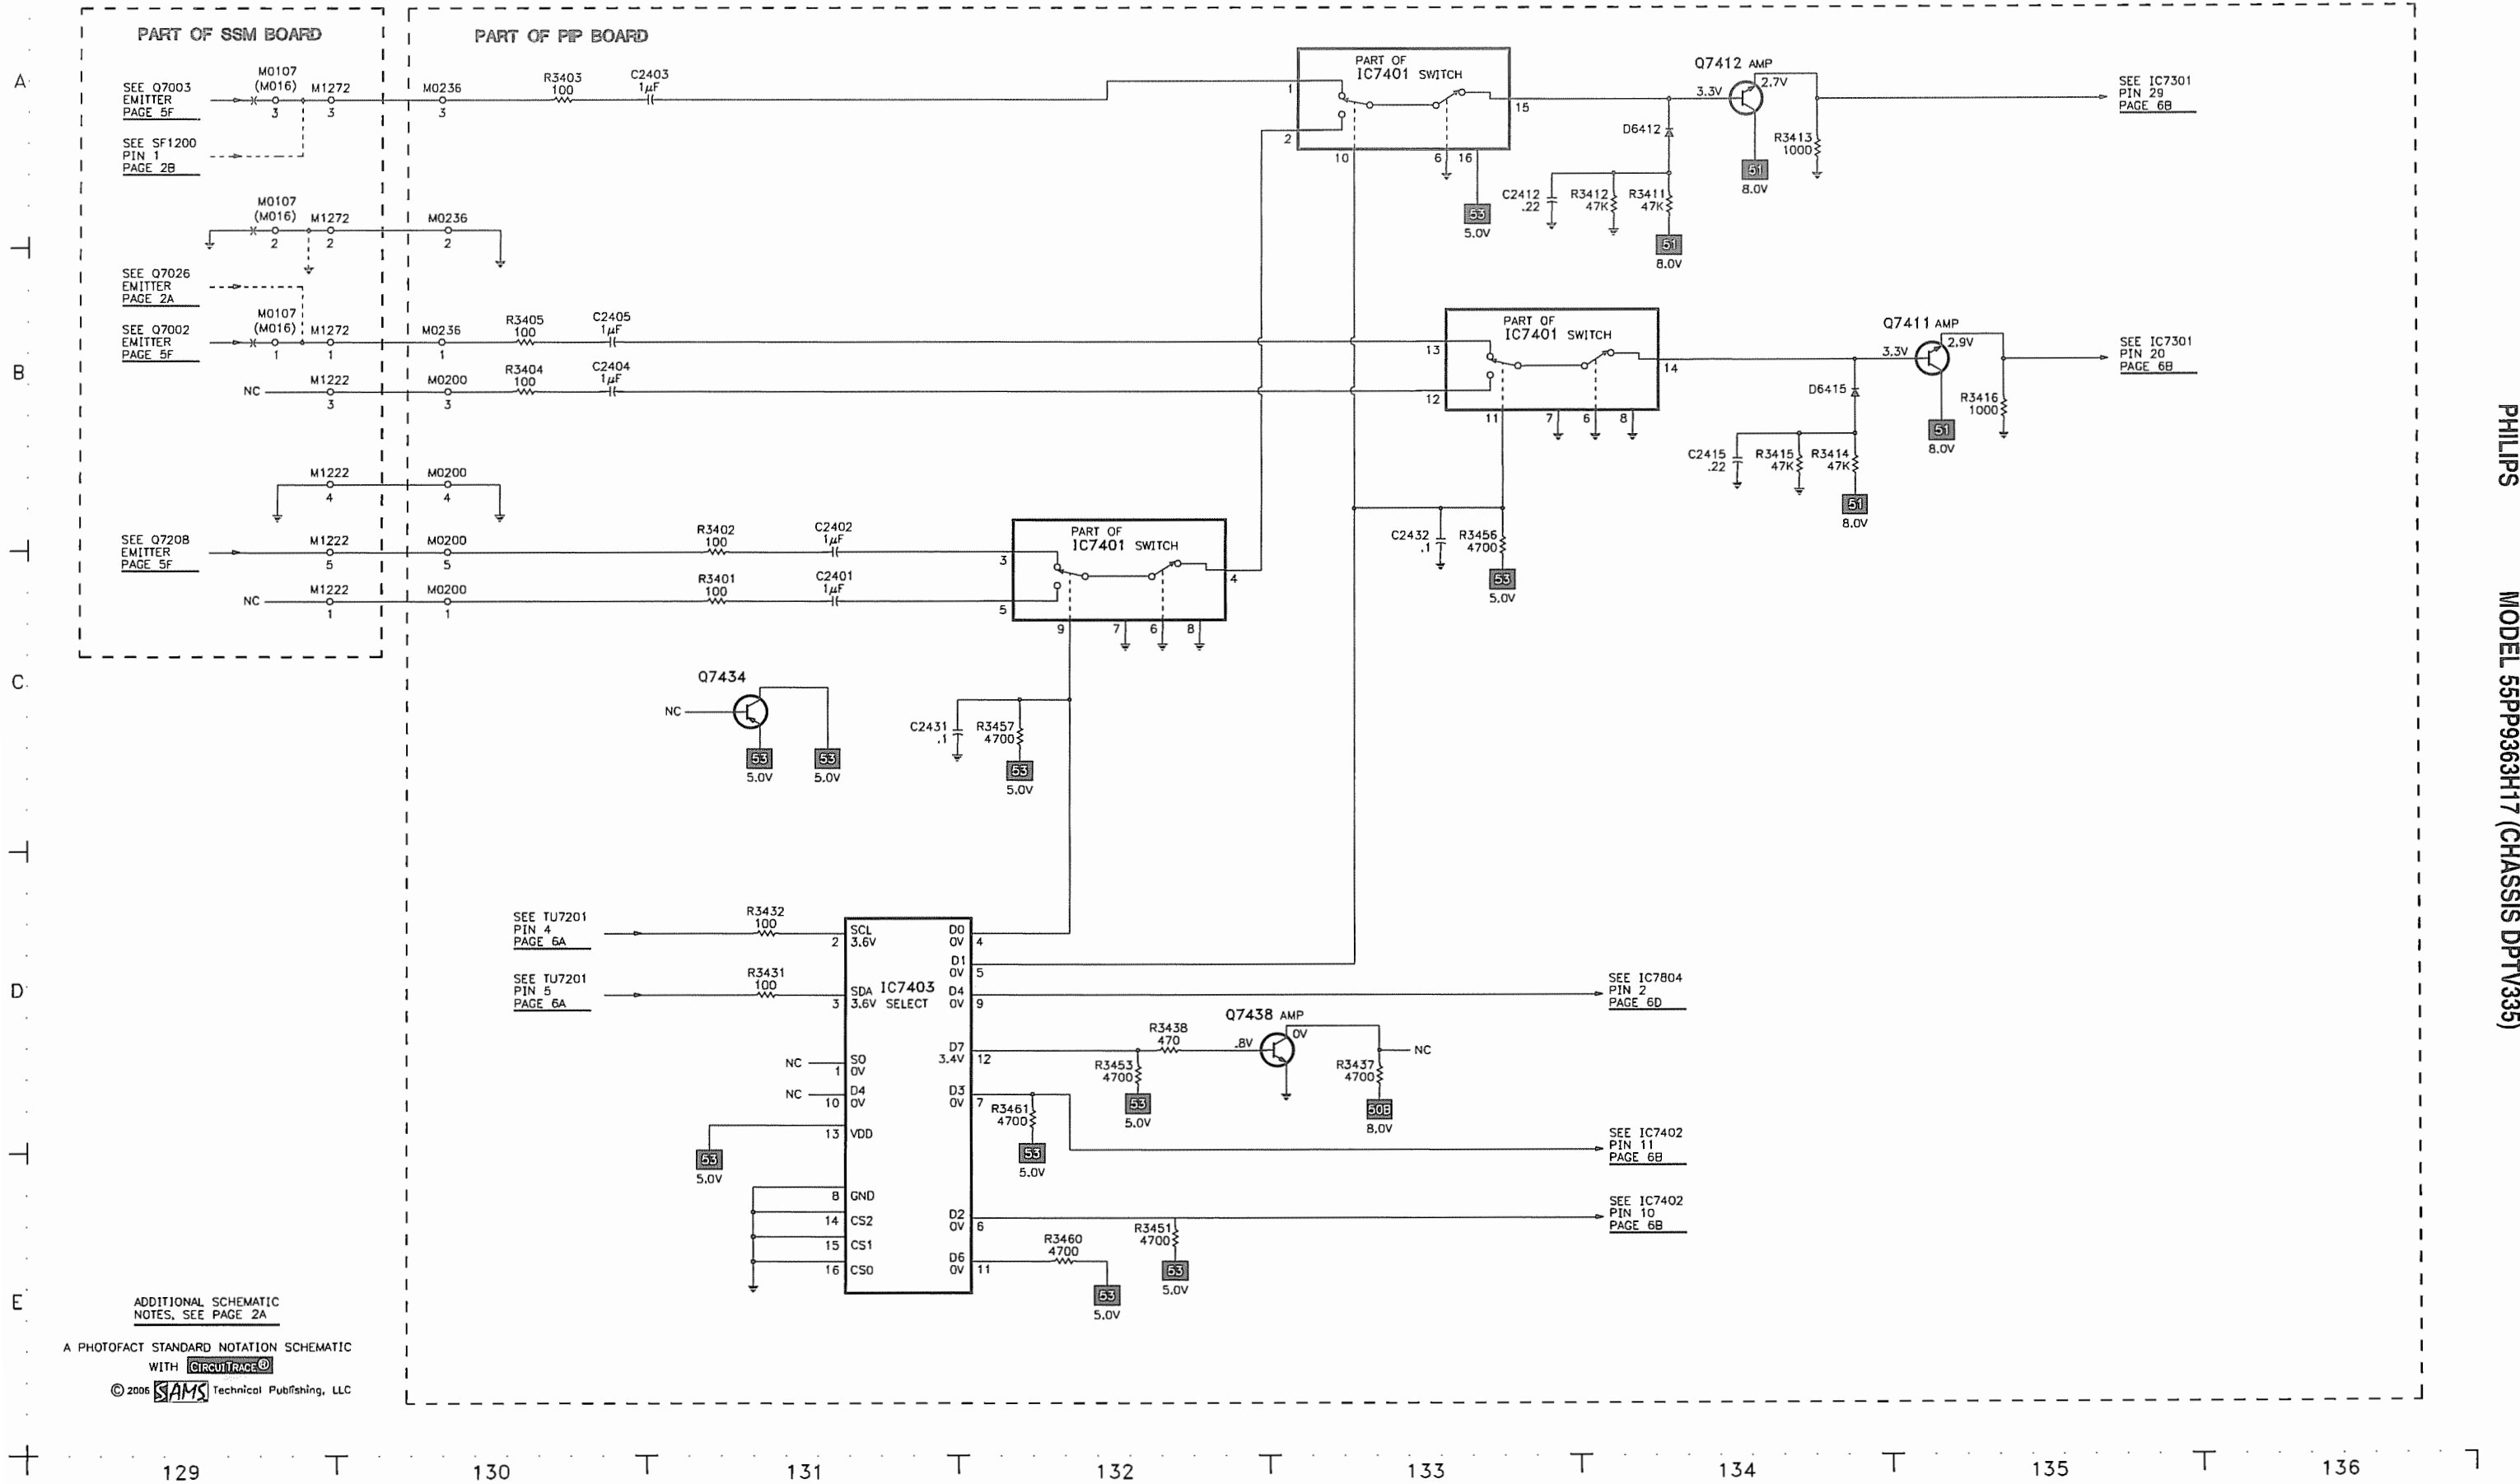 PART OF SSM BOARD
PART OF PIP BOARD
A
SEE Q7003
EMITTER
PAGE 5F
M0107
(M016)
3
M1272
3
M0236
3
R3403
100
C2403
1µF
SEE SF1200
PIN 1
PAGE 2B
PART OF
IC7401 SWITCH
1
2
10
6
16
15
53
5.0V
Q7412 AMP
3.3V
2.7V
D6412
C2412
.22
R3412
47K
R3411
47K
51
8.0V
51
8.0V
R3413
1000
SEE IC7301
PIN 29
PAGE 6B
M0107
(M016)
2
M1272
2
M0236
2
SEE Q7026
EMITTER
PAGE 2A
B
SEE Q7002
EMITTER
PAGE 5F
M0107
(M016)
1
M1272
1
M0236
1
R3405
100
C2405
1µF
NC
M1222
3
M0200
3
R3404
100
C2404
1µF
PART OF
IC7401 SWITCH
13
12
11
7
6
8
14
Q7411 AMP
3.3V
2.9V
D6415
C2415
.22
R3415
47K
R3414
47K
51
8.0V
51
8.0V
R3416
1000
SEE IC7301
PIN 20
PAGE 6B
M1222
4
M0200
4
SEE Q7208
EMITTER
PAGE 5F
M1222
5
M0200
5
R3402
100
C2402
1µF
NC
M1222
1
M0200
1
R3401
100
C2401
1µF
PART OF
IC7401 SWITCH
3
5
9
7
6
8
4
C2432
.1
R3456
4700
53
5.0V
C
Q7434
NC
53
5.0V
53
5.0V
C2431
.1
R3457
4700
53
5.0V
D
SEE TU7201
PIN 4
PAGE 6A
R3432
100
SEE TU7201
PIN 5
PAGE 6A
R3431
100
IC7403
SELECT
2 SCL
3.6V
3 SDA
3.6V
NC
1 S0
0V
NC
10 D4
0V
13 VDD
53
5.0V
8 GND
14 CS2
15 CS1
16 CS0
D0
0V 4
D1
0V 5
D4
0V 9
D7
3.4V 12
D3
0V 7
D2
0V 6
D6
0V 11
SEE IC7804
PIN 2
PAGE 6D
R3438
470
R3453
4700
53
5.0V
Q7438 AMP
.8V
0V
R3437
4700
NC
50B
8.0V
R3461
4700
53
5.0V
SEE IC7402
PIN 11
PAGE 6B
SEE IC7402
PIN 10
PAGE 6B
R3451
4700
53
5.0V
R3460
4700
53
5.0V
E
ADDITIONAL SCHEMATIC
NOTES, SEE PAGE 2A
A PHOTOFACT STANDARD NOTATION SCHEMATIC
WITH CIRCUITRACE®
© 2006 SAMS Technical Publishing, LLC
129 130 131 132 133 134 135 136
PHILIPS
MODEL 55PP9363H17 (CHASSIS DPTV335)